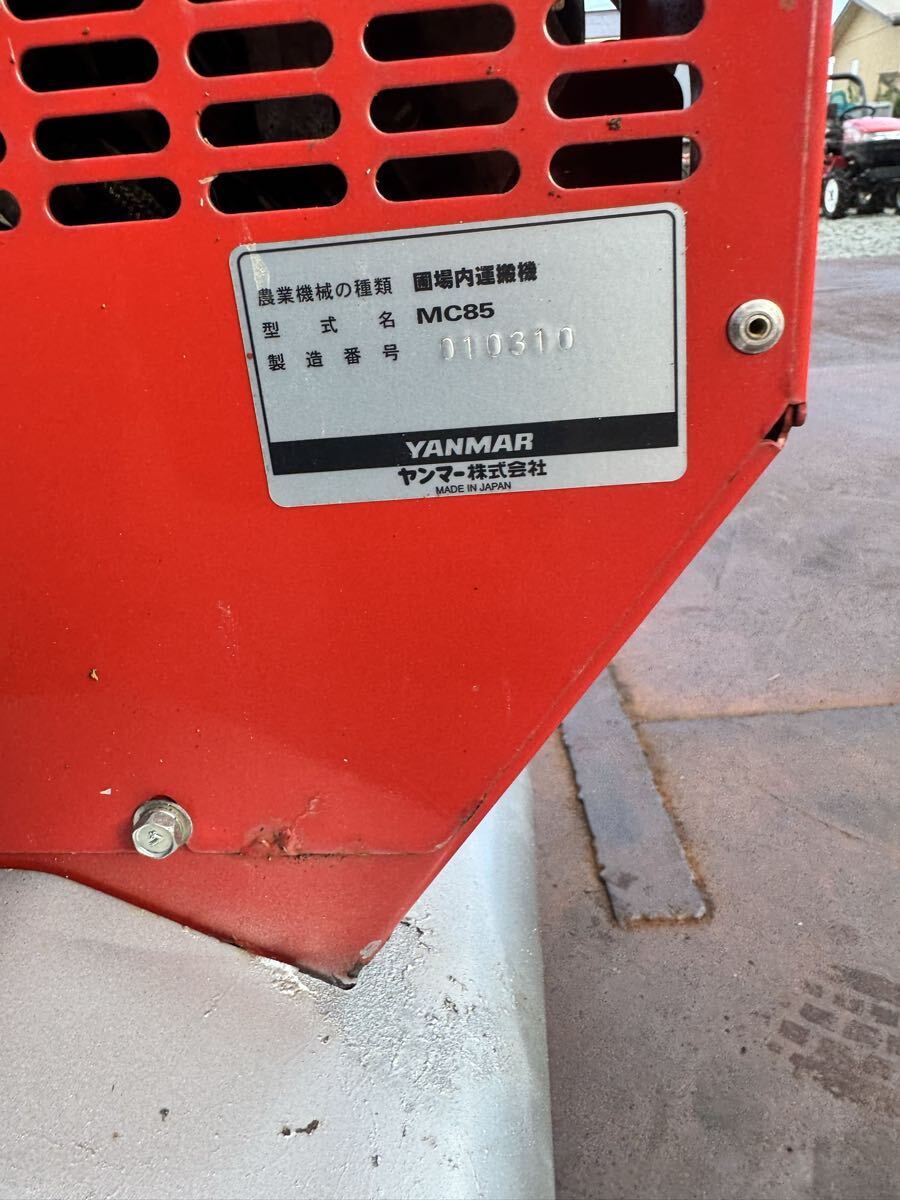 農業機械の種類 圃場内運搬機
型式名 MC85
製造番号 010310
YANMAR
ヤンマー株式会社
MADE IN JAPAN